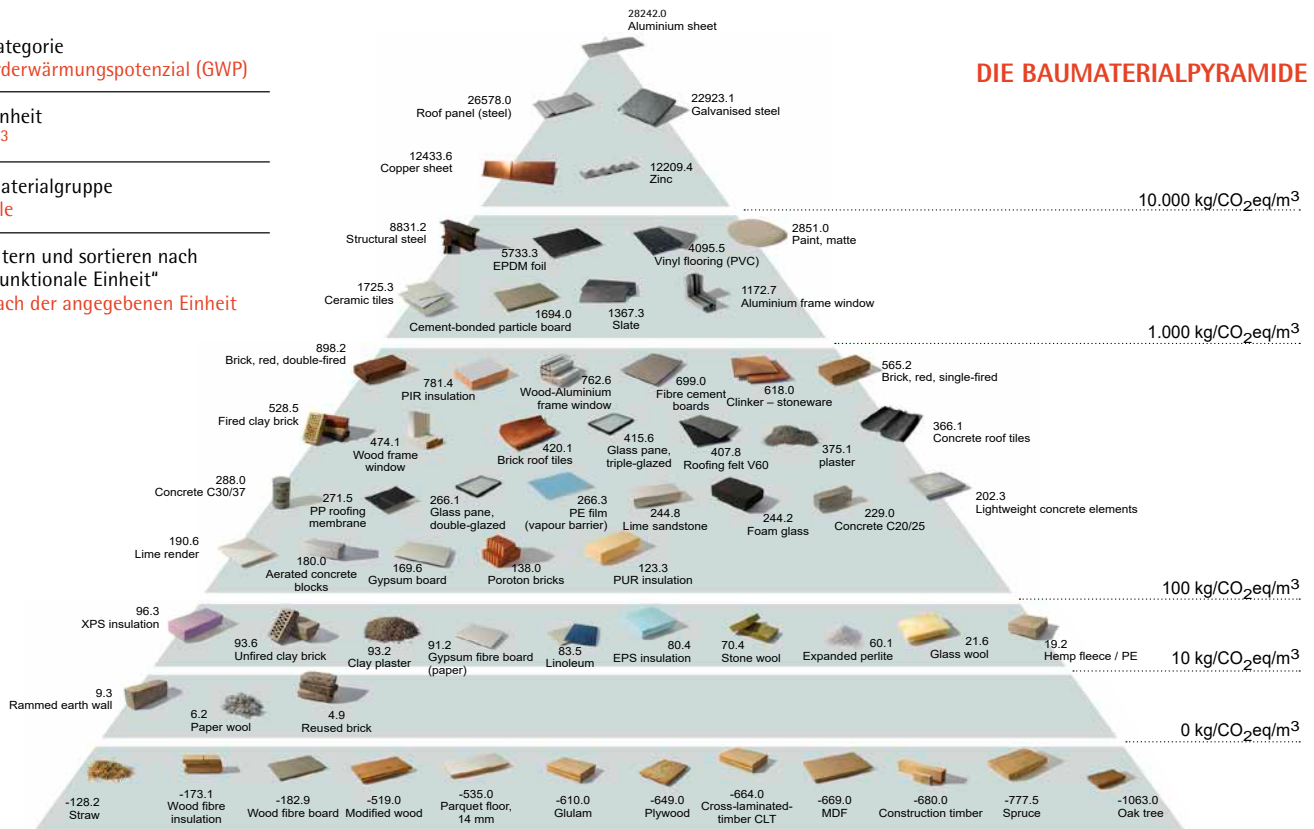 28242.0
Aluminium sheet
ategorie
rderwärmungspotenzial (GWP)
nheit
3
aterialgruppe
le
tern und sortieren nach
unktionale Einheit“
ach der angegebenen Einheit
DIE BAUMATERIALPYRAMIDE
26578.0
Roof panel (steel)
22923.1
Galvanised steel
12433.6
Copper sheet
12209.4
Zinc
10.000 kg/CO2eq/m3
8831.2
Structural steel
5733.3
EPDM foil
4095.5
Vinyl flooring (PVC)
2851.0
Paint, matte
1725.3
Ceramic tiles
1694.0
Cement-bonded particle board
1367.3
Slate
1172.7
Aluminium frame window
1.000 kg/CO2eq/m3
898.2
Brick, red, double-fired
781.4
PIR insulation
762.6
Wood-Aluminium
frame window
699.0
Fibre cement
boards
618.0
Clinker – stoneware
565.2
Brick, red, single-fired
528.5
Fired clay brick
474.1
Wood frame
window
420.1
Brick roof tiles
415.6
Glass pane,
triple-glazed
407.8
Roofing felt V60
375.1
plaster
366.1
Concrete roof tiles
288.0
Concrete C30/37
271.5
PP roofing
membrane
266.1
Glass pane,
double-glazed
266.3
PE film
(vapour barrier)
244.8
Lime sandstone
244.2
Foam glass
229.0
Concrete C20/25
202.3
Lightweight concrete elements
190.6
Lime render
180.0
Aerated concrete
blocks
169.6
Gypsum board
138.0
Poroton bricks
123.3
PUR insulation
100 kg/CO2eq/m3
96.3
XPS insulation
93.6
Unfired clay brick
93.2
Clay plaster
91.2
Gypsum fibre board
(paper)
83.5
Linoleum
80.4
EPS insulation
70.4
Stone wool
60.1
Expanded perlite
21.6
Glass wool
19.2
Hemp fleece / PE
10 kg/CO2eq/m3
9.3
Rammed earth wall
6.2
Paper wool
4.9
Reused brick
0 kg/CO2eq/m3
-128.2
Straw
-173.1
Wood fibre
insulation
-182.9
Wood fibre board
-519.0
Modified wood
-535.0
Parquet floor,
14 mm
-610.0
Glulam
-649.0
Plywood
-664.0
Cross-laminated-
timber CLT
-669.0
MDF
-680.0
Construction timber
-777.5
Spruce
-1063.0
Oak tree